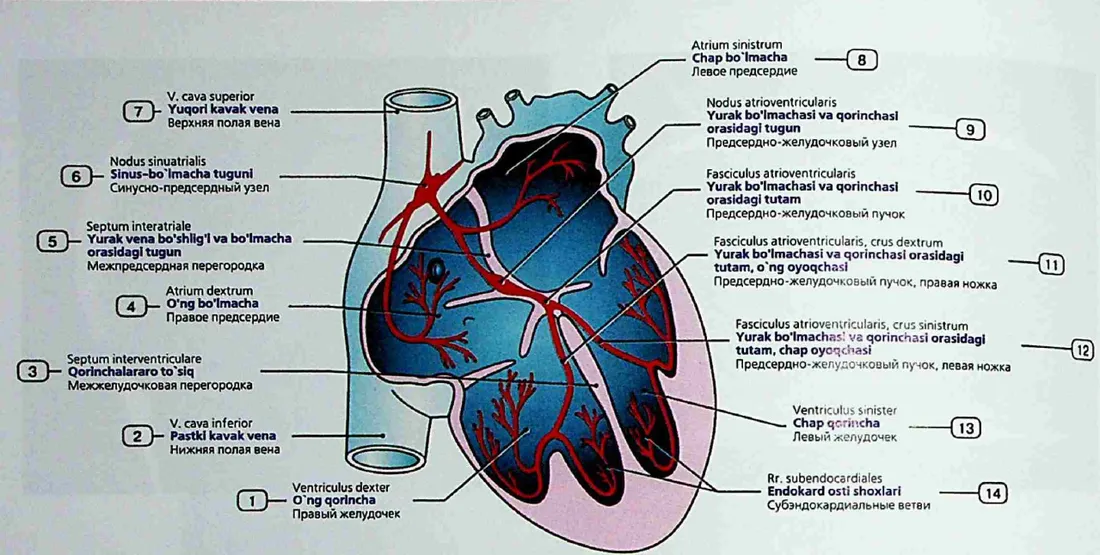 7
V. cava superior
Yuqori kavak vena
Верхняя полая вена
6
Nodus sinuatrialis
Sinus-bo`lmacha tuguni
Синусно-предсердный узел
5
Septum interatriale
Yurak vena bo'shlig'i va bo'lmacha
orasidagi tugun
Межпредсердная перегородка
4
Atrium dextrum
O'ng bo'lmacha
Правое предсердие
3
Septum interventriculare
Qorinchalararo to`siq
Межжелудочковая перегородка
2
V. cava inferior
Pastki kavak vena
Нижняя полая вена
1
Ventriculus dexter
O`ng qorincha
Правый желудочек
Atrium sinistrum
Chap bo`lmacha
Левое предсердие
8
Nodus atrioventricularis
Yurak bo'lmachasi va qorinchasi
orasidagi tugun
Предсердно-желудочковый узел
9
Fasciculus atrioventricularis
Yurak bo'lmachasi va qorinchasi
orasidagi tutam
Предсердно-желудочковый пучок
10
Fasciculus atrioventricularis, crus dextrum
Yurak bo'lmachasi va qorinchasi orasidagi
tutam, o`ng oyoqchasi
Предсердно-желудочковый пучок, правая ножка
11
Fasciculus atrioventricularis, crus sinistrum
Yurak bo'lmachasi va qorinchasi orasidagi
tutam, chap oyoqchasi
Предсердно-желудочковый пучок, левая ножка
12
Ventriculus sinister
Chap qorincha
Левый желудочек
13
Rr. subendocardiales
Endokard osti shoxlari
Субэндокардиальные ветви
14